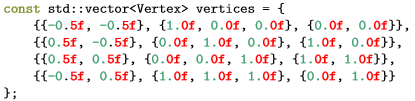 const std::vector<Vertex> vertices = {
    {{-0.5f, -0.5f}, {1.0f, 0.0f, 0.0f}, {0.0f, 0.0f}},
    {{0.5f, -0.5f}, {0.0f, 1.0f, 0.0f}, {1.0f, 0.0f}},
    {{0.5f, 0.5f}, {0.0f, 0.0f, 1.0f}, {1.0f, 1.0f}},
    {{-0.5f, 0.5f}, {1.0f, 1.0f, 1.0f}, {0.0f, 1.0f}}
};